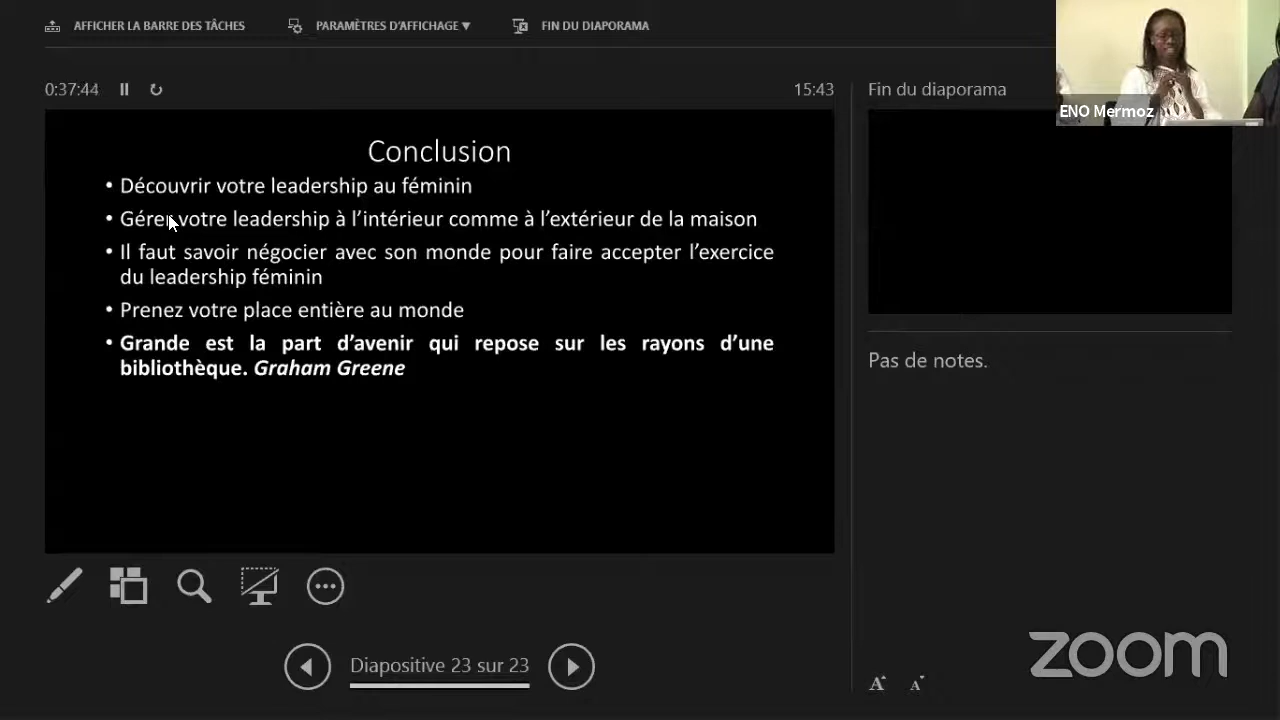 AFFICHER LA BARRE DES TÂCHES
PARAMÈTRES D'AFFICHAGE ▼
FIN DU DIAPORAMA
0:37:44
15:43
Fin du diaporama
ENO Mermoz
Conclusion
• Découvrir votre leadership au féminin
• Gérer votre leadership à l'intérieur comme à l'extérieur de la maison
• Il faut savoir négocier avec son monde pour faire accepter l'exercice
du leadership féminin
• Prenez votre place entière au monde
• Grande est la part d'avenir qui repose sur les rayons d'une
bibliothèque. Graham Greene
Pas de notes.
Diapositive 23 sur 23
A A
zoom